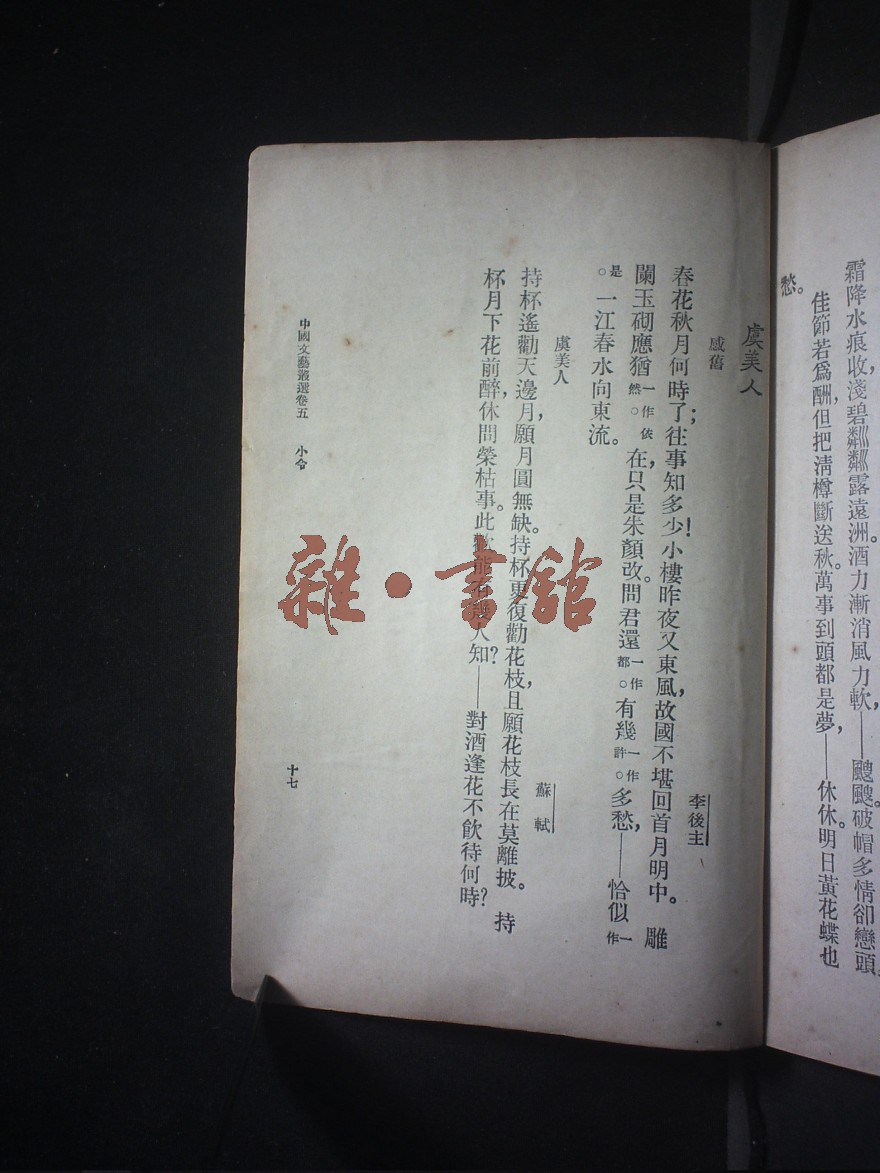 霜降水痕收，淺碧粼粼露遠洲。酒力漸消風力軟，——颼颼。破帽多情卻戀頭。
佳節若爲酬，但把清樽斷送秋。萬事到頭都是夢，——休休。明日黃花蝶也
愁。
虞美人
感舊
李後主
春花秋月何時了；往事知多少！小樓昨夜又東風，故國不堪回首月明中。　雕
闌玉砌應猶一作依然。在，只是朱顏改。問君還一作都。有幾一作許。多愁，——恰似一作
是。一江春水向東流。
虞美人
蘇軾
持杯遙勸天邊月，願月圓無缺。持杯更復勸花枝，且願花枝長在莫離披。　持
杯月下花前醉，休問榮枯事。此歡能有幾人知？——對酒逢花不飲待何時？
中國文藝叢選卷五　小令
十七
雜·書舘